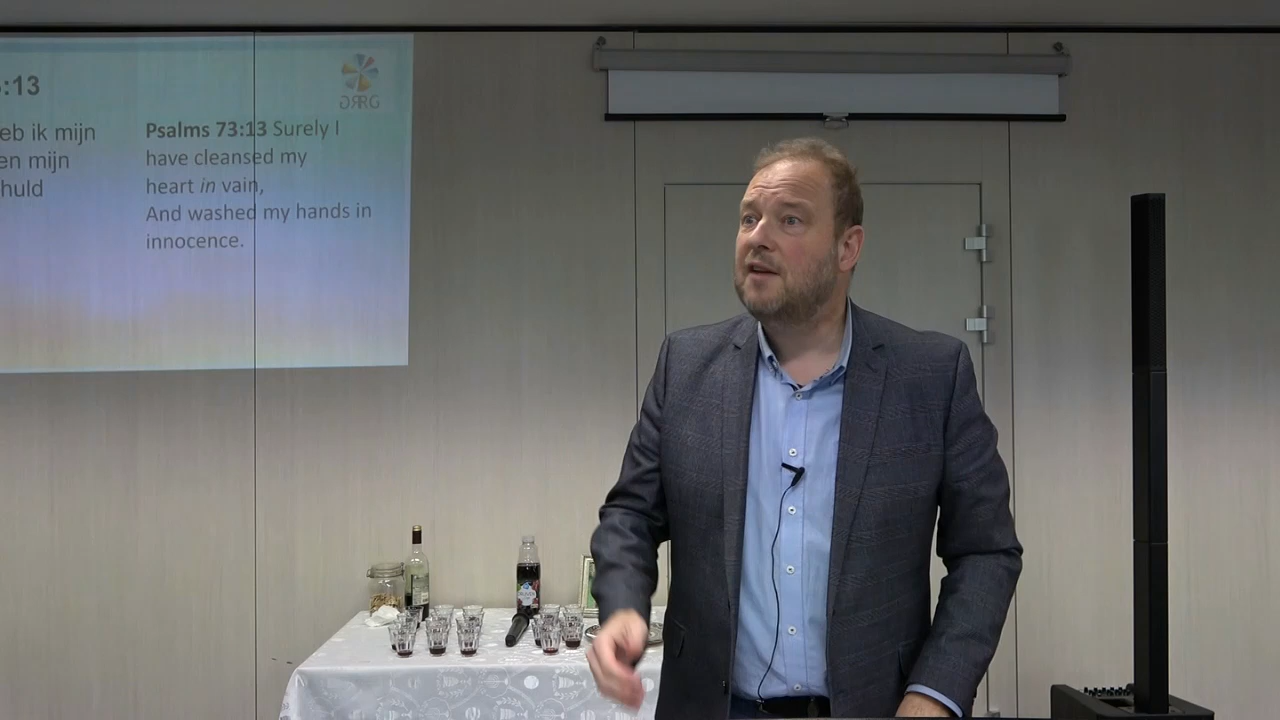 :13
eb ik mijn
en mijn
huld
GRRG
Psalms 73:13 Surely I
have cleansed my
heart in vain,
And washed my hands in
innocence.